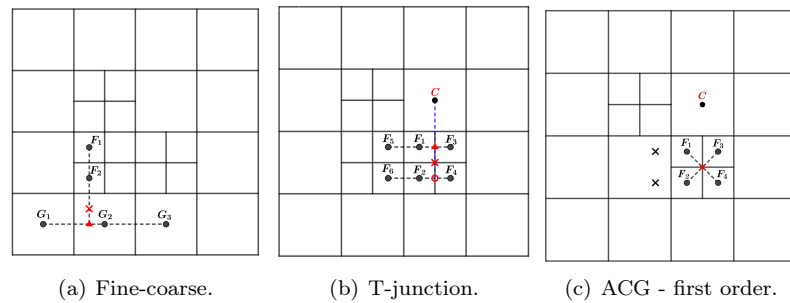 F₁
F₂
G₁ G₂ G₃
(a) Fine-coarse.
C
F₅ F₁ F₃
F₆ F₂ F₄
(b) T-junction.
C
F₁ F₃
F₂ F₄
(c) ACG - first order.